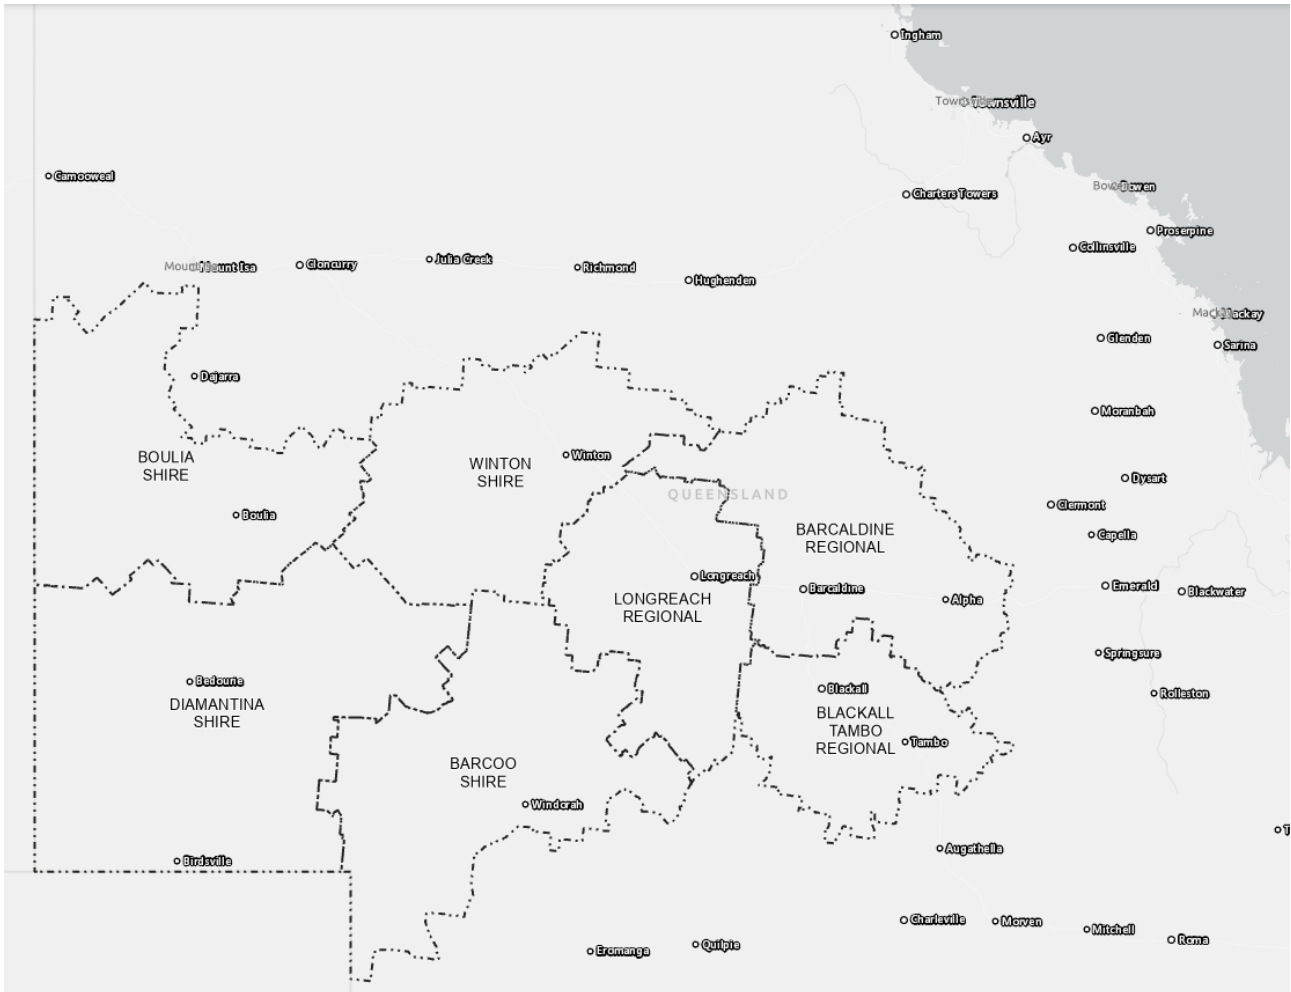 Ingham
Townsville
Townsville
Ayr
Camooweal
Charters Towers
Bowen
Bowen
Proserpine
Collinsville
Julia Creek
Cloncurry
Mount Isa
Richmond
Hughenden
Mackay
Mackay
Glenden
Sarina
Dajarra
Moranbah
BOULIA
SHIRE
WINTON
SHIRE
Winton
QUEENSLAND
Dysart
Clermont
Boulia
BARCALDINE
REGIONAL
Capella
Longreach
Barcaldine
Alpha
Emerald
Blackwater
LONGREACH
REGIONAL
Springsure
Bedourie
Blackall
Rolleston
DIAMANTINA
SHIRE
BLACKALL
TAMBO
REGIONAL
Tambo
BARCOO
SHIRE
Windorah
Birdsville
Augathella
Charleville
Morven
Mitchell
Roma
Quilpie
Eromanga